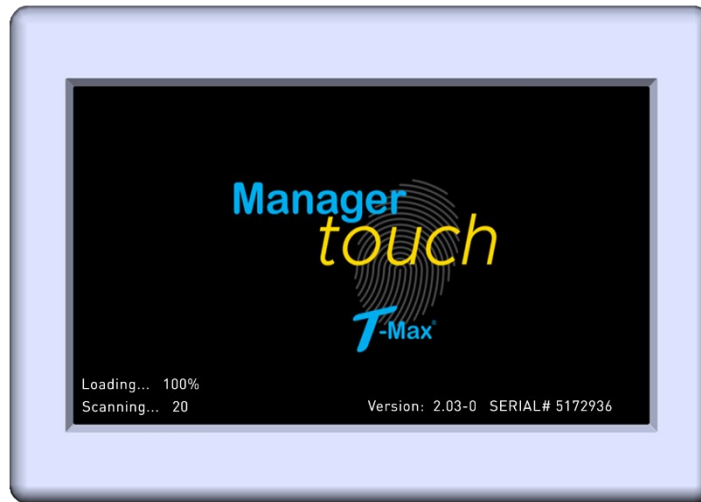 Manager
touch
T-Max®
Loading... 100%
Scanning... 20
Version: 2.03-0 SERIAL# 5172936